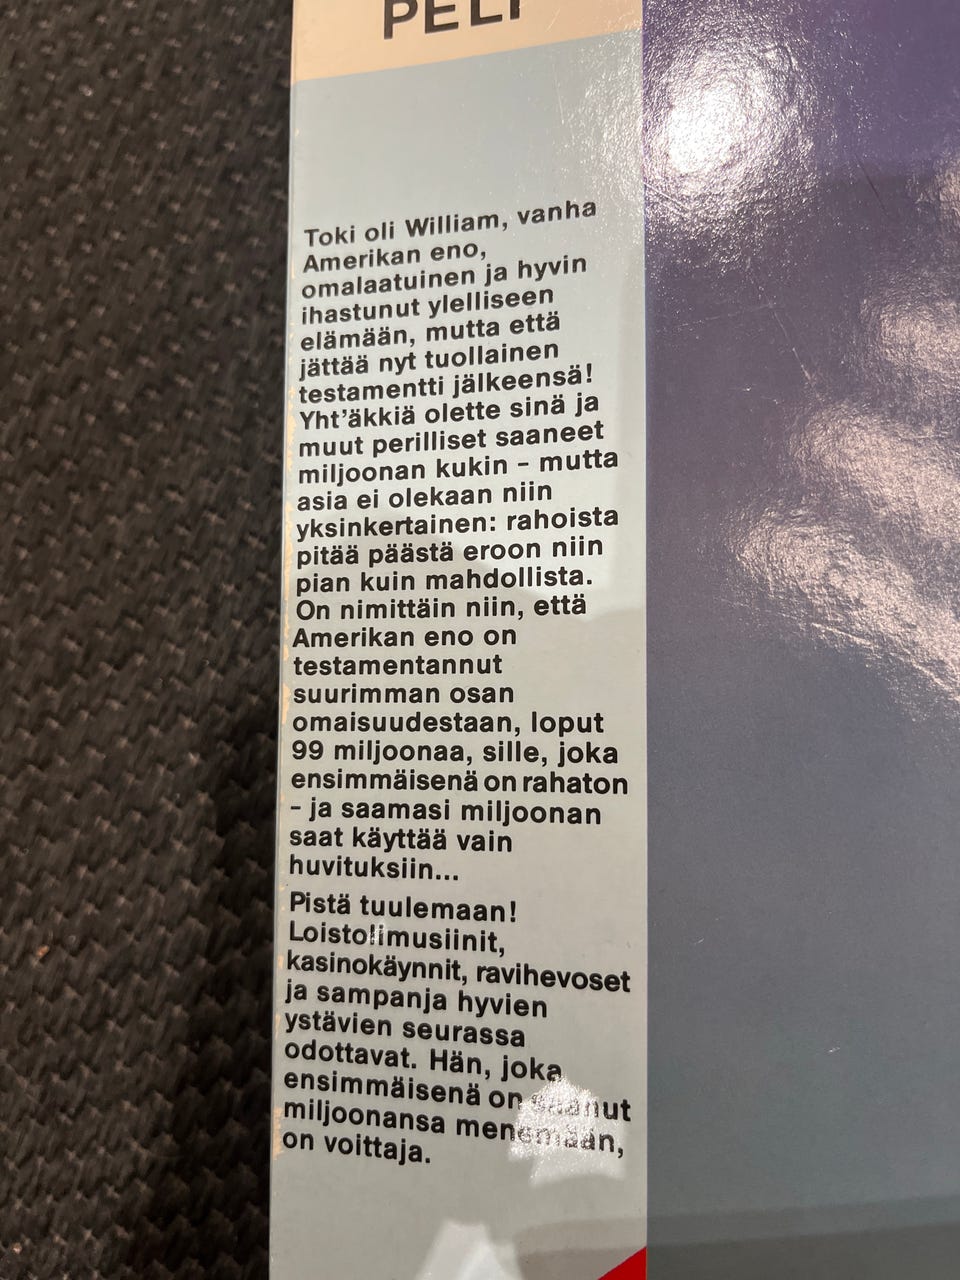 PELI
Toki oli William, vanha
Amerikan eno,
omalaatuinen ja hyvin
ihastunut ylelliseen
elämään, mutta että
jättää nyt tuollainen
testamentti jälkeensä!
Yht'äkkiä olette sinä ja
muut perilliset saaneet
miljoonan kukin – mutta
asia ei olekaan niin
yksinkertainen: rahoista
pitää päästä eroon niin
pian kuin mahdollista.
On nimittäin niin, että
Amerikan eno on
testamentannut
suurimman osan
omaisuudestaan, loput
99 miljoonaa, sille, joka
ensimmäisenä on rahaton
– ja saamasi miljoonan
saat käyttää vain
huvituksiin...
Pistä tuulemaan!
Loistolimusiinit,
kasinokäynnit, ravihevoset
ja sampanja hyvien
ystävien seurassa
odottavat. Hän, joka
ensimmäisenä on saanut
miljoonansa menemään,
on voittaja.